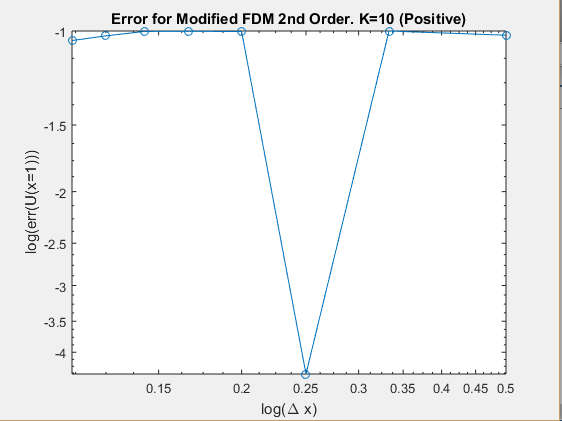 Error for Modified FDM 2nd Order. K=10 (Positive)
-1
-1.5
-2
-2.5
-3
-3.5
-4
log(err(U(x=1)))
0.15 0.2 0.25 0.3 0.35 0.4 0.45 0.5
log(Δ x)